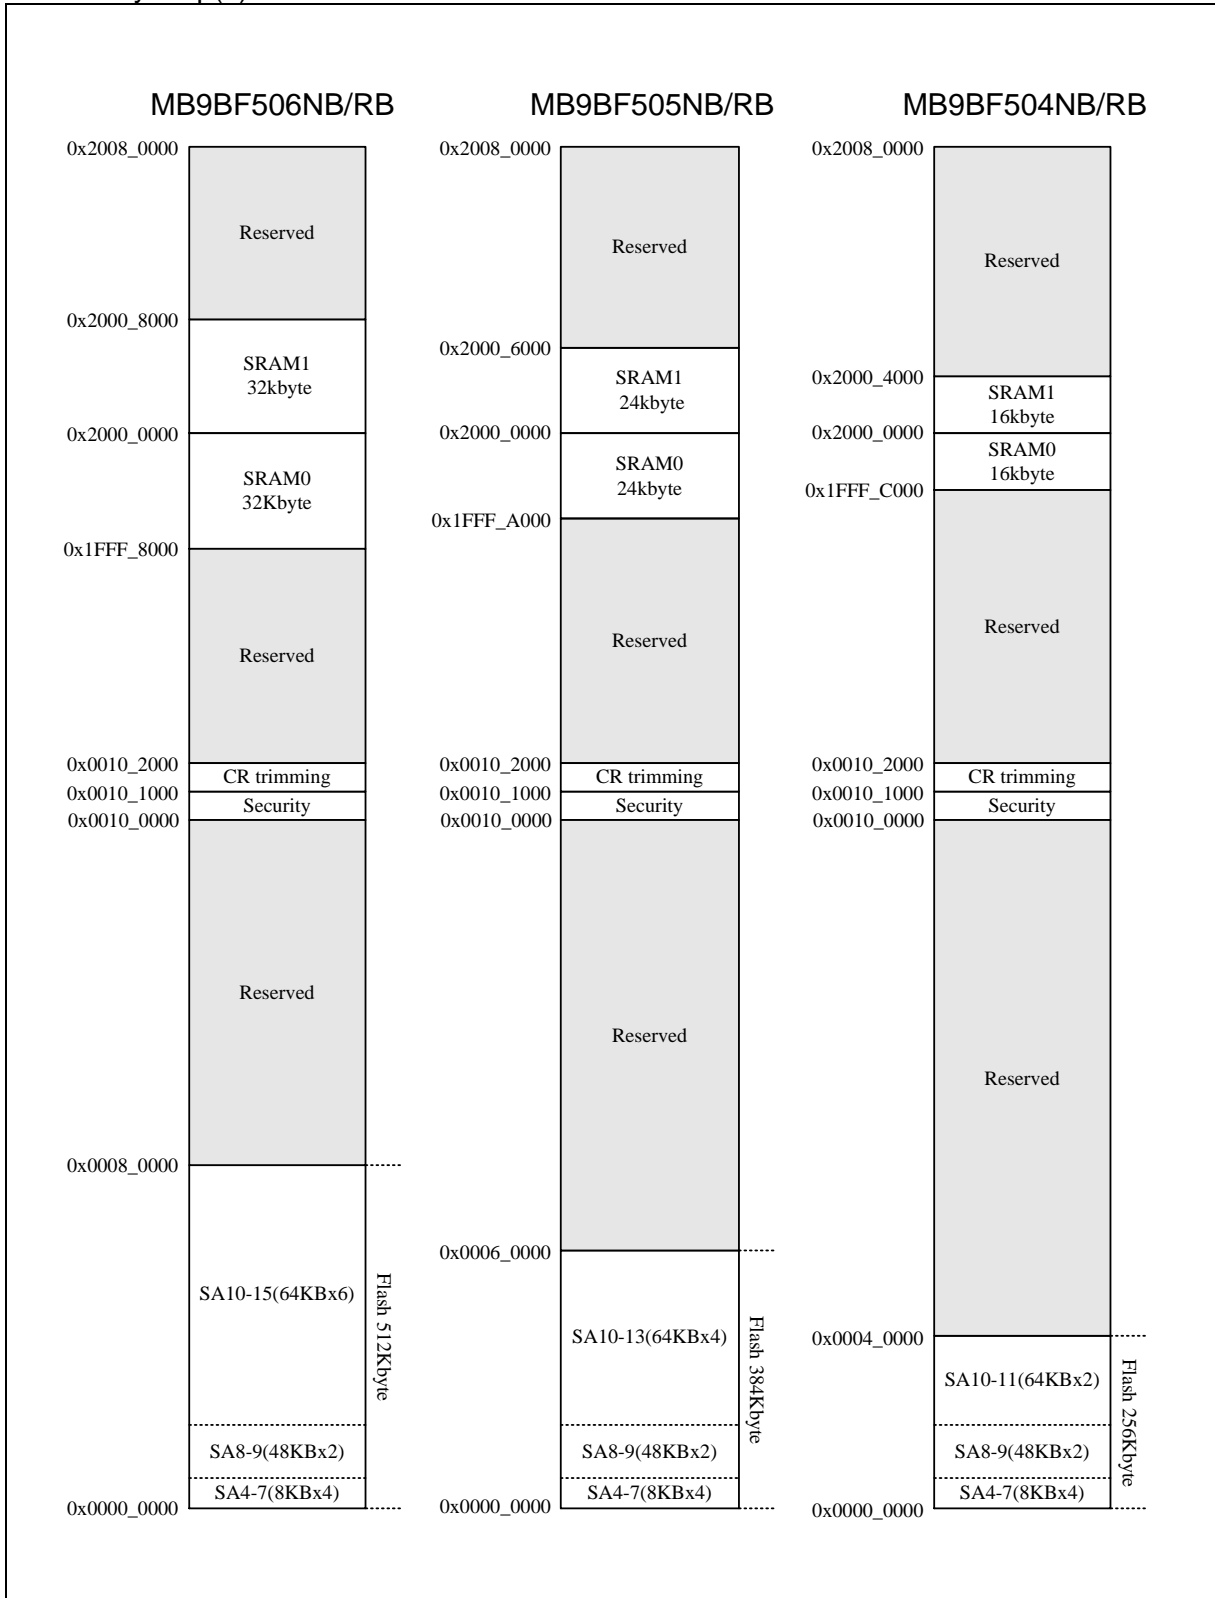 MB9BF506NB/RB
0x2008_0000
Reserved
0x2000_8000
SRAM1
32kbyte
0x2000_0000
SRAM0
32Kbyte
0x1FFF_8000
Reserved
0x0010_2000
CR trimming
0x0010_1000
Security
0x0010_0000
Reserved
0x0008_0000
SA10-15(64KBx6)
Flash 512Kbyte
SA8-9(48KBx2)
SA4-7(8KBx4)
0x0000_0000
MB9BF505NB/RB
0x2008_0000
Reserved
0x2000_6000
SRAM1
24kbyte
0x2000_0000
SRAM0
24kbyte
0x1FFF_A000
Reserved
0x0010_2000
CR trimming
0x0010_1000
Security
0x0010_0000
Reserved
0x0006_0000
SA10-13(64KBx4)
Flash 384Kbyte
SA8-9(48KBx2)
SA4-7(8KBx4)
0x0000_0000
MB9BF504NB/RB
0x2008_0000
Reserved
0x2000_4000
SRAM1
16kbyte
0x2000_0000
SRAM0
16kbyte
0x1FFF_C000
Reserved
0x0010_2000
CR trimming
0x0010_1000
Security
0x0010_0000
Reserved
0x0004_0000
SA10-11(64KBx2)
Flash 256Kbyte
SA8-9(48KBx2)
SA4-7(8KBx4)
0x0000_0000